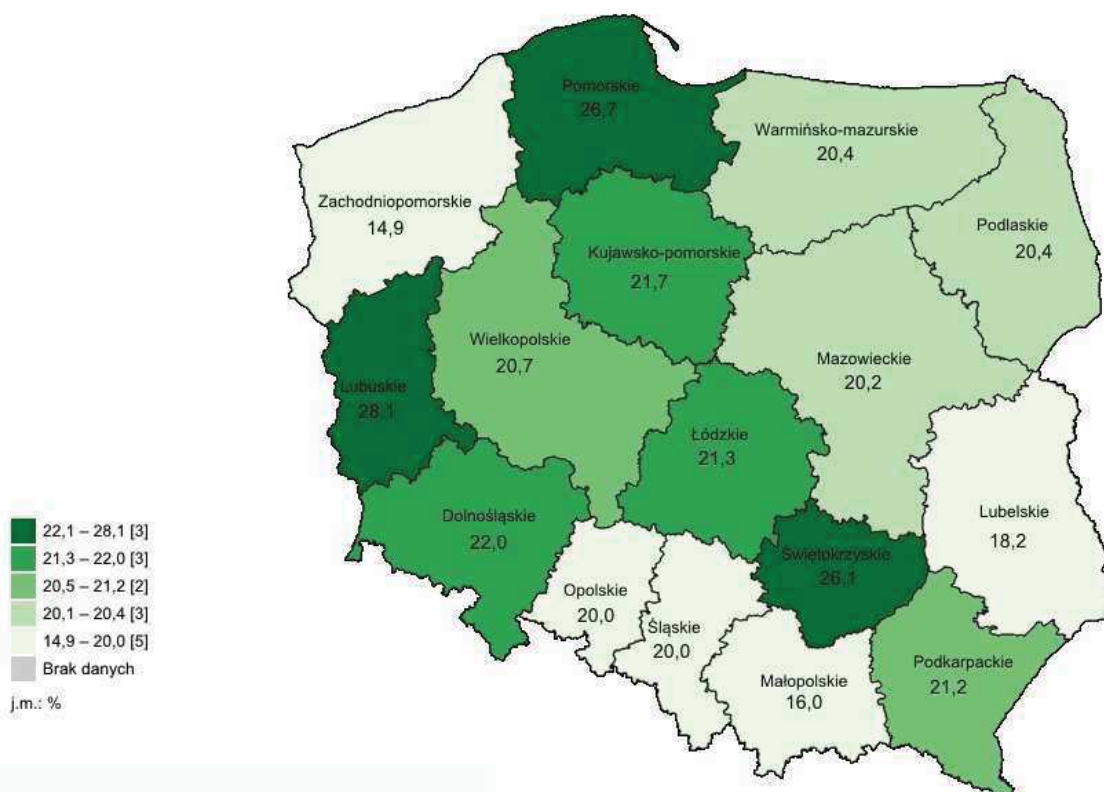 Pomorskie
26,7
Warmińsko-mazurskie
20,4
Zachodniopomorskie
14,9
Podlaskie
20,4
Kujawsko-pomorskie
21,7
Wielkopolskie
20,7
Mazowieckie
20,2
Lubuskie
28,1
Łódzkie
21,3
Dolnośląskie
22,0
Lubelskie
18,2
Świętokrzyskie
26,1
Opolskie
20,0
Śląskie
20,0
Małopolskie
16,0
Podkarpackie
21,2
22,1 – 28,1 [3]
21,3 – 22,0 [3]
20,5 – 21,2 [2]
20,1 – 20,4 [3]
14,9 – 20,0 [5]
Brak danych
j.m.: %